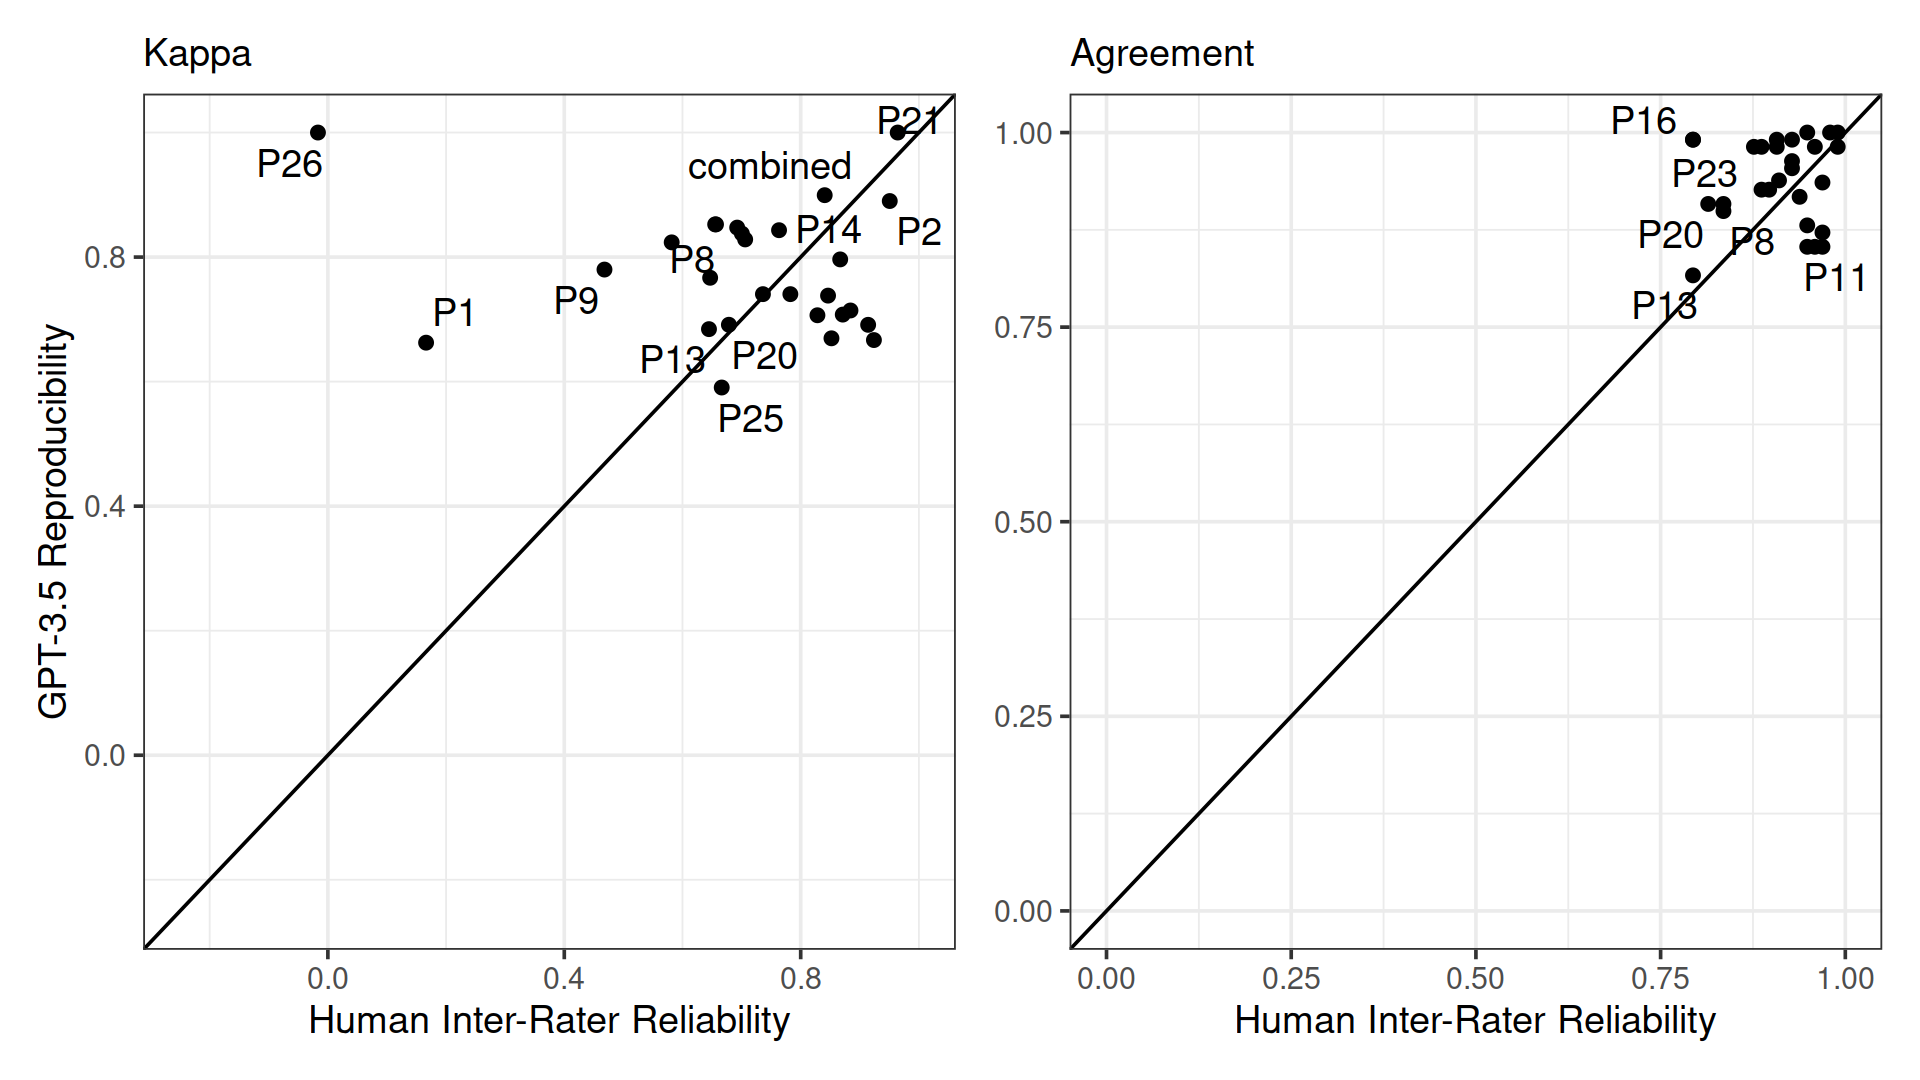 Kappa
Agreement
GPT-3.5 Reproducibility
0.8
0.4
0.0
P26
P21
combined
P14
P2
P8
P9
P1
P13
P20
P25
0.0
0.4
0.8
Human Inter-Rater Reliability
1.00
0.75
0.50
0.25
0.00
P16
P23
P20
P8
P11
P13
0.00
0.25
0.50
0.75
1.00
Human Inter-Rater Reliability